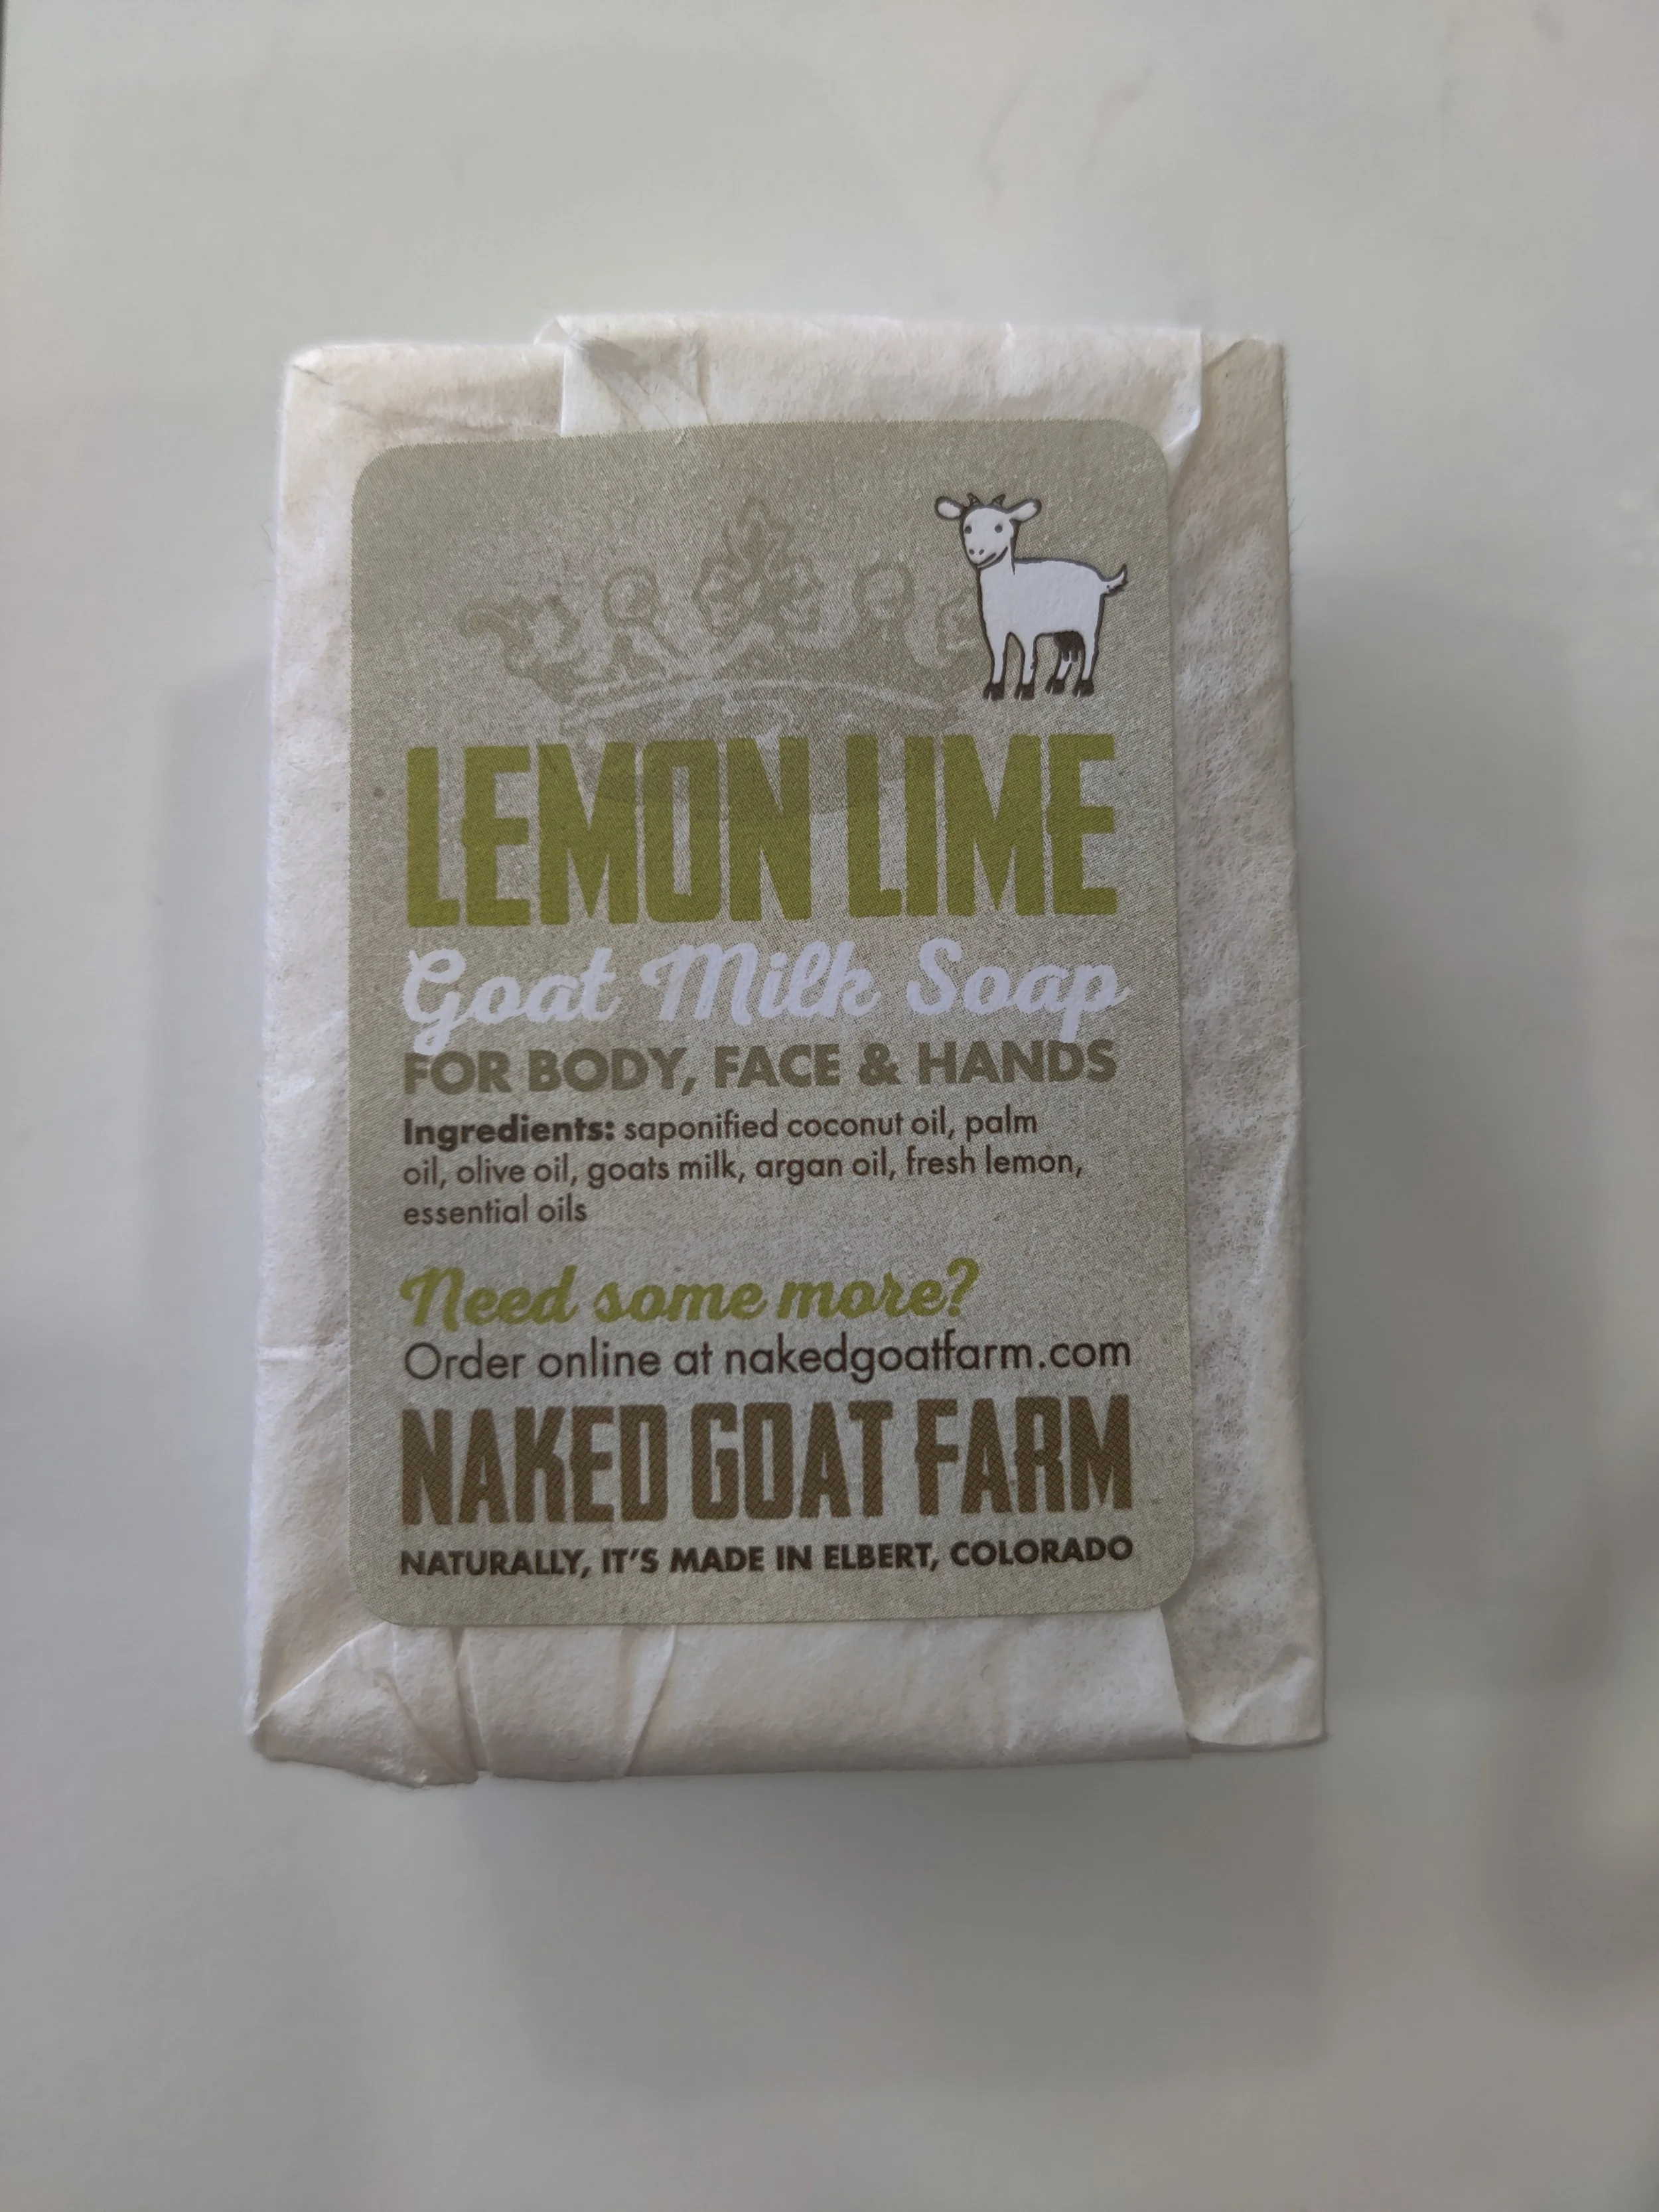 LEMON LIME
Goat Milk Soap
FOR BODY, FACE & HANDS
Ingredients: saponified coconut oil, palm
oil, olive oil, goats milk, argan oil, fresh lemon,
essential oils
Need some more?
Order online at nakedgoatfarm.com
NAKED GOAT FARM
NATURALLY, IT'S MADE IN ELBERT, COLORADO